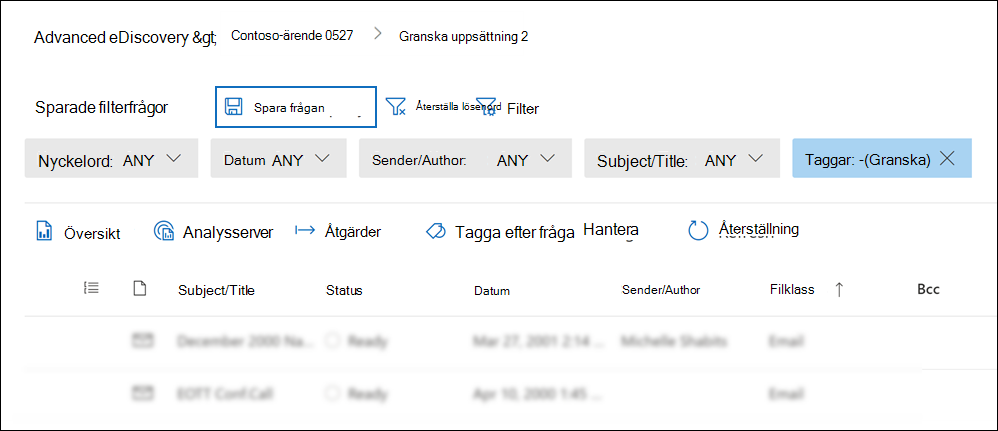 Advanced eDiscovery &gt; Contoso-ärende 0527 > Granska uppsättning 2
Sparade filterfrågor Spara frågan Återställa lösenord Filter
Nyckelord: ANY Datum ANY Sender/Author: ANY Subject/Title: ANY Taggar: -(Granska)
Översikt Analysserver Åtgärder Tagga efter fråga Hantera Återställning
Subject/Title Status Datum Sender/Author Filklass Bcc
December 2000 Na... Ready Mar 27, 2001 2:14 ... Michelle Email
EOTT Conf.Call Ready Apr 10, 2000 1:45 ... Email